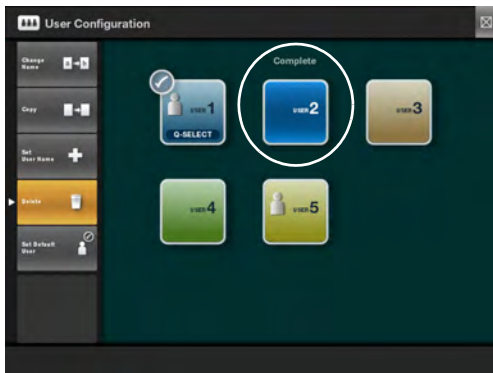 User Configuration
Change
Name
a
b
Copy
Set
User Name
Delete
Set Default
User
Complete
USER 1
Q-SELECT
USER 2
USER 3
USER 4
USER 5